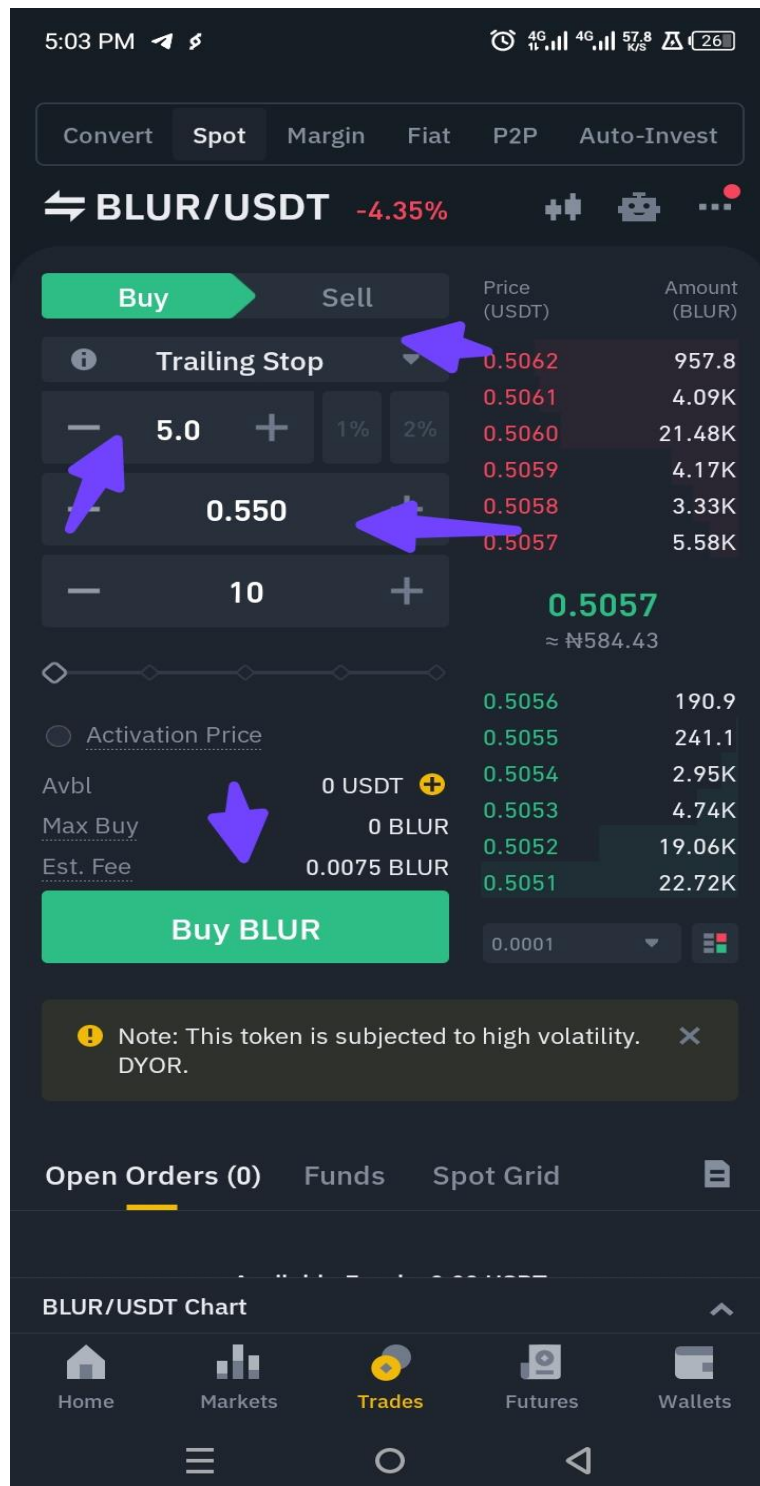 5:03 PM 4G 4G 57.8 K/S 26
Convert Spot Margin Fiat P2P Auto-Invest
BLUR/USDT -4.35%
Buy Sell
Trailing Stop
5.0 1% 2%
0.550
10
Activation Price
Avbl 0 USDT
Max Buy 0 BLUR
Est. Fee 0.0075 BLUR
Buy BLUR
Price Amount
(USDT) (BLUR)
0.5062 957.8
0.5061 4.09K
0.5060 21.48K
0.5059 4.17K
0.5058 3.33K
0.5057 5.58K
0.5057
≈ ₦584.43
0.5056 190.9
0.5055 241.1
0.5054 2.95K
0.5053 4.74K
0.5052 19.06K
0.5051 22.72K
0.0001
Note: This token is subjected to high volatility.
DYOR.
Open Orders (0) Funds Spot Grid
BLUR/USDT Chart
Home Markets Trades Futures Wallets